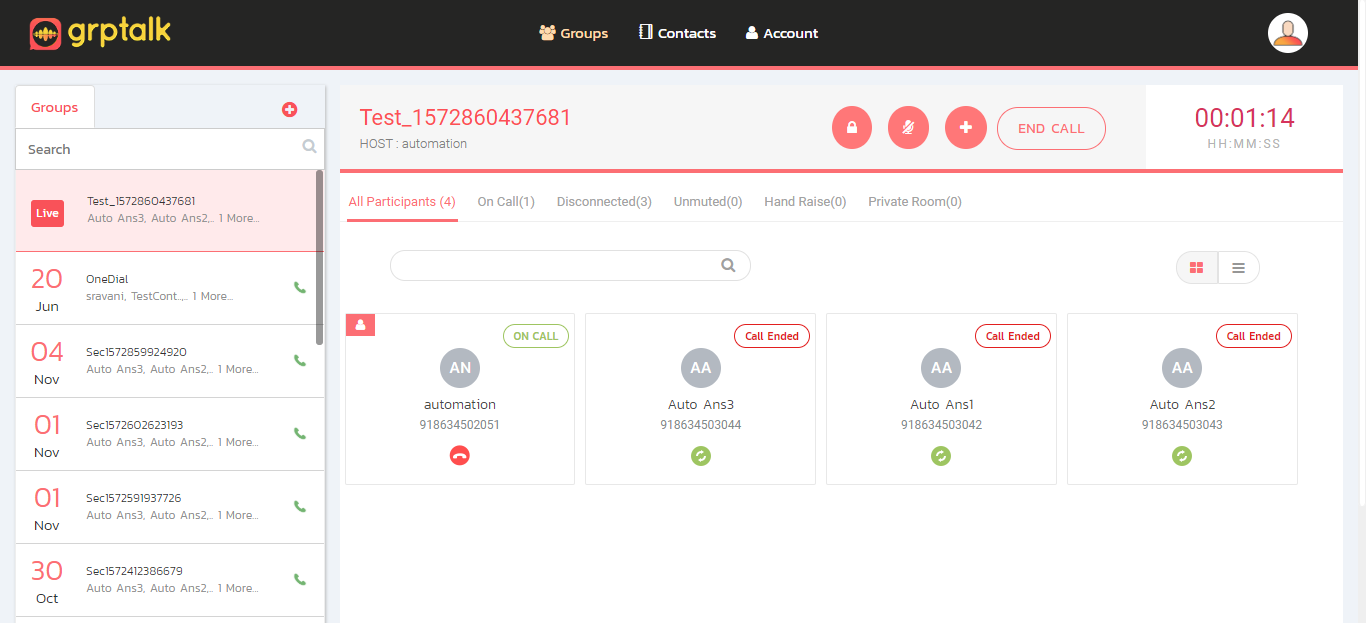 grptalk
Groups
Contacts
Account
Groups
Search
Live
Test_1572860437681
Auto Ans3, Auto Ans2,.. 1 More...
20
Jun
OneDial
sravani, TestCont..,.. 1 More...
04
Nov
Sec1572859924920
Auto Ans3, Auto Ans2,.. 1 More...
01
Nov
Sec1572602623193
Auto Ans3, Auto Ans2,.. 1 More...
01
Nov
Sec1572591937726
Auto Ans3, Auto Ans2,.. 1 More...
30
Oct
Sec1572412386679
Auto Ans3, Auto Ans2,.. 1 More...
Test_1572860437681
HOST : automation
END CALL
00:01:14
HH:MM:SS
All Participants (4)
On Call(1)
Disconnected(3)
Unmuted(0)
Hand Raise(0)
Private Room(0)
ON CALL
AN
automation
918634502051
Call Ended
AA
Auto Ans3
918634503044
Call Ended
AA
Auto Ans1
918634503042
Call Ended
AA
Auto Ans2
918634503043